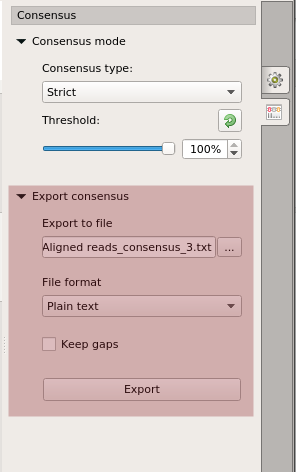 Consensus
Consensus mode
Consensus type:
Strict
Threshold:
100%
Export consensus
Export to file
Aligned reads_consensus_3.txt ...
File format
Plain text
Keep gaps
Export